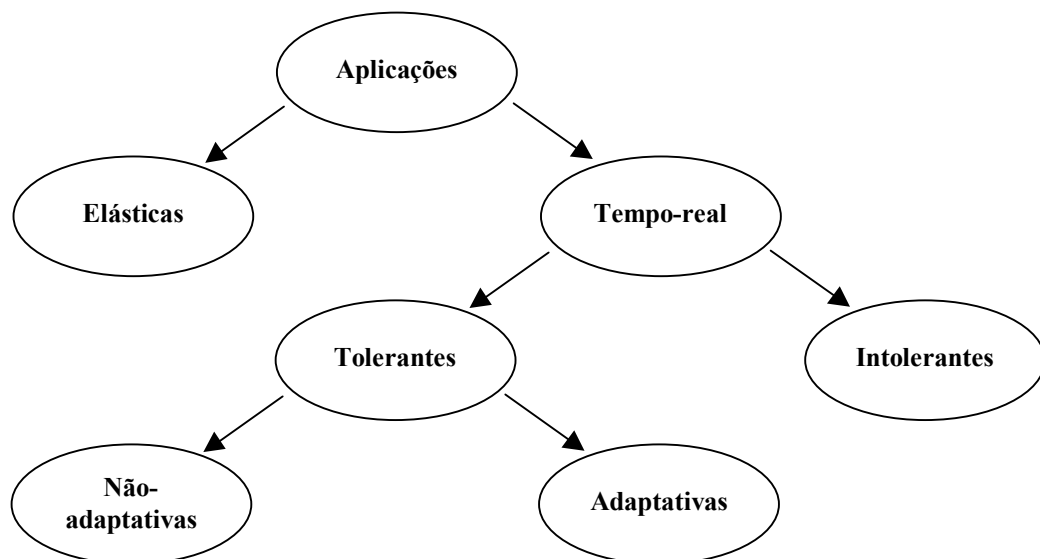 Aplicações
Elásticas
Tempo-real
Tolerantes
Intolerantes
Não-
adaptativas
Adaptativas